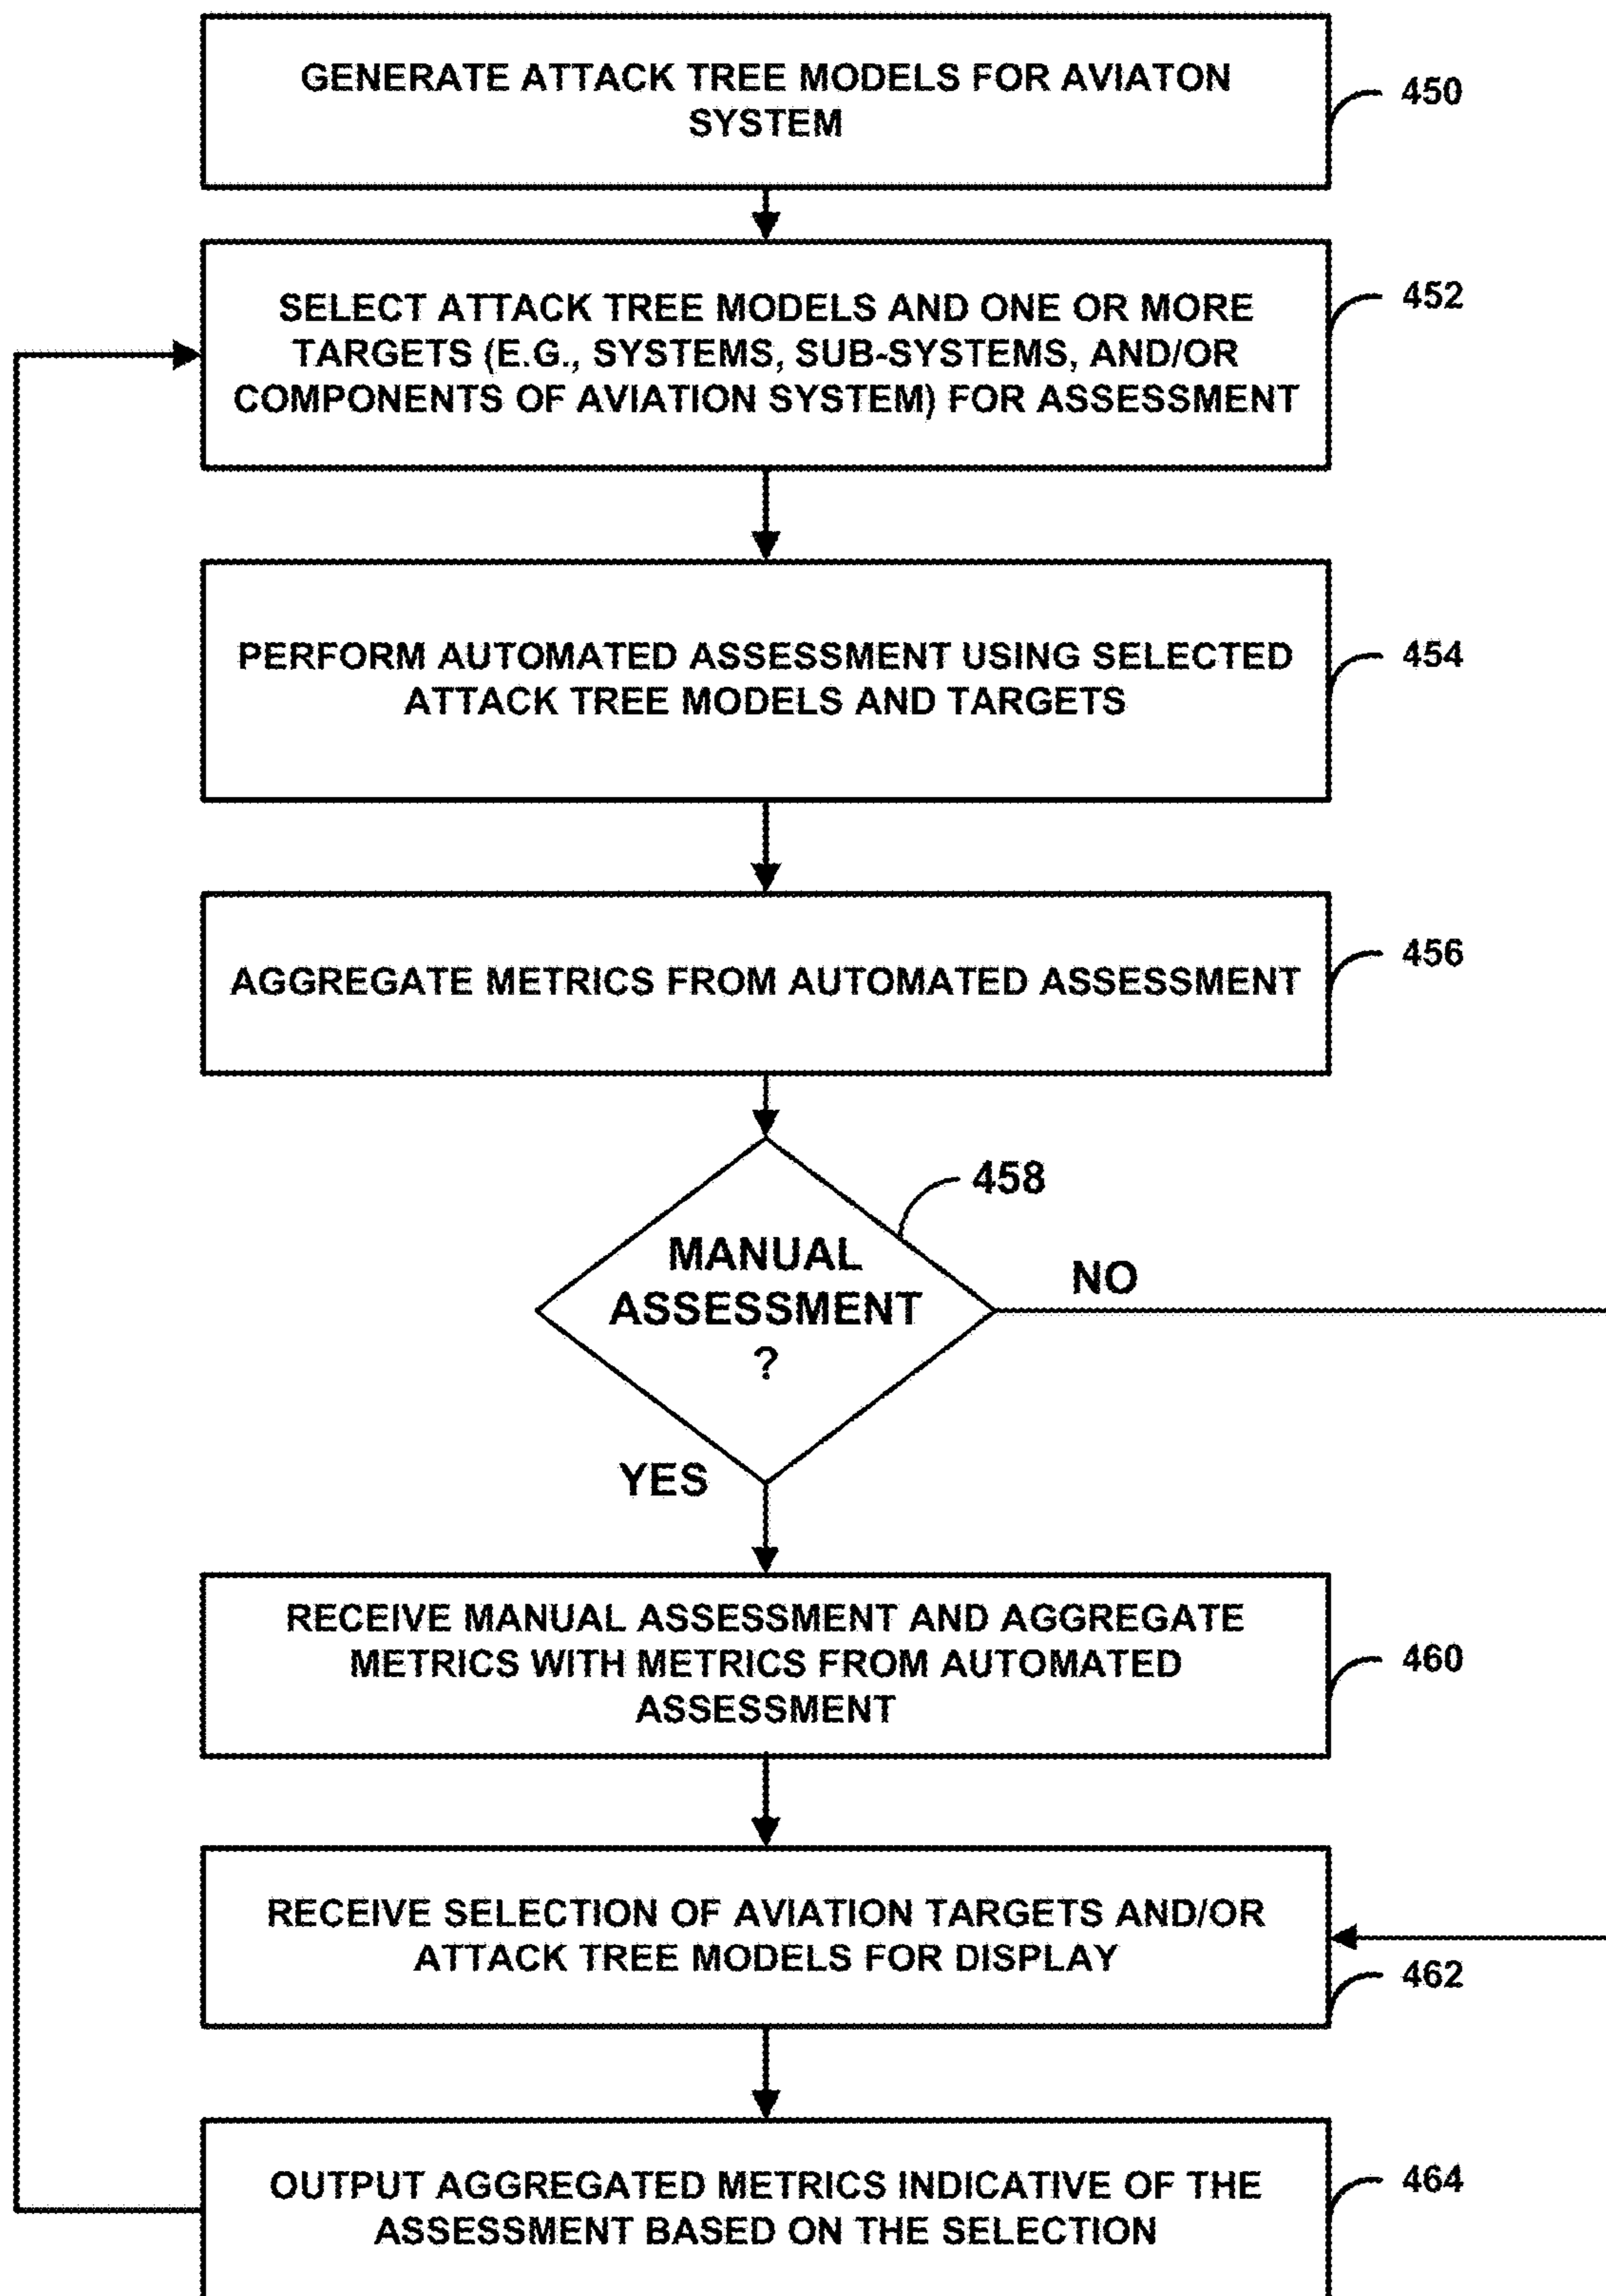 GENERATE ATTACK TREE MODELS FOR AVIATON
SYSTEM
450
SELECT ATTACK TREE MODELS AND ONE OR MORE
TARGETS (E.G., SYSTEMS, SUB-SYSTEMS, AND/OR
COMPONENTS OF AVIATION SYSTEM) FOR ASSESSMENT
452
PERFORM AUTOMATED ASSESSMENT USING SELECTED
ATTACK TREE MODELS AND TARGETS
454
AGGREGATE METRICS FROM AUTOMATED ASSESSMENT
456
458
MANUAL
ASSESSMENT
?
NO
YES
RECEIVE MANUAL ASSESSMENT AND AGGREGATE
METRICS WITH METRICS FROM AUTOMATED
ASSESSMENT
460
RECEIVE SELECTION OF AVIATION TARGETS AND/OR
ATTACK TREE MODELS FOR DISPLAY
462
OUTPUT AGGREGATED METRICS INDICATIVE OF THE
ASSESSMENT BASED ON THE SELECTION
464